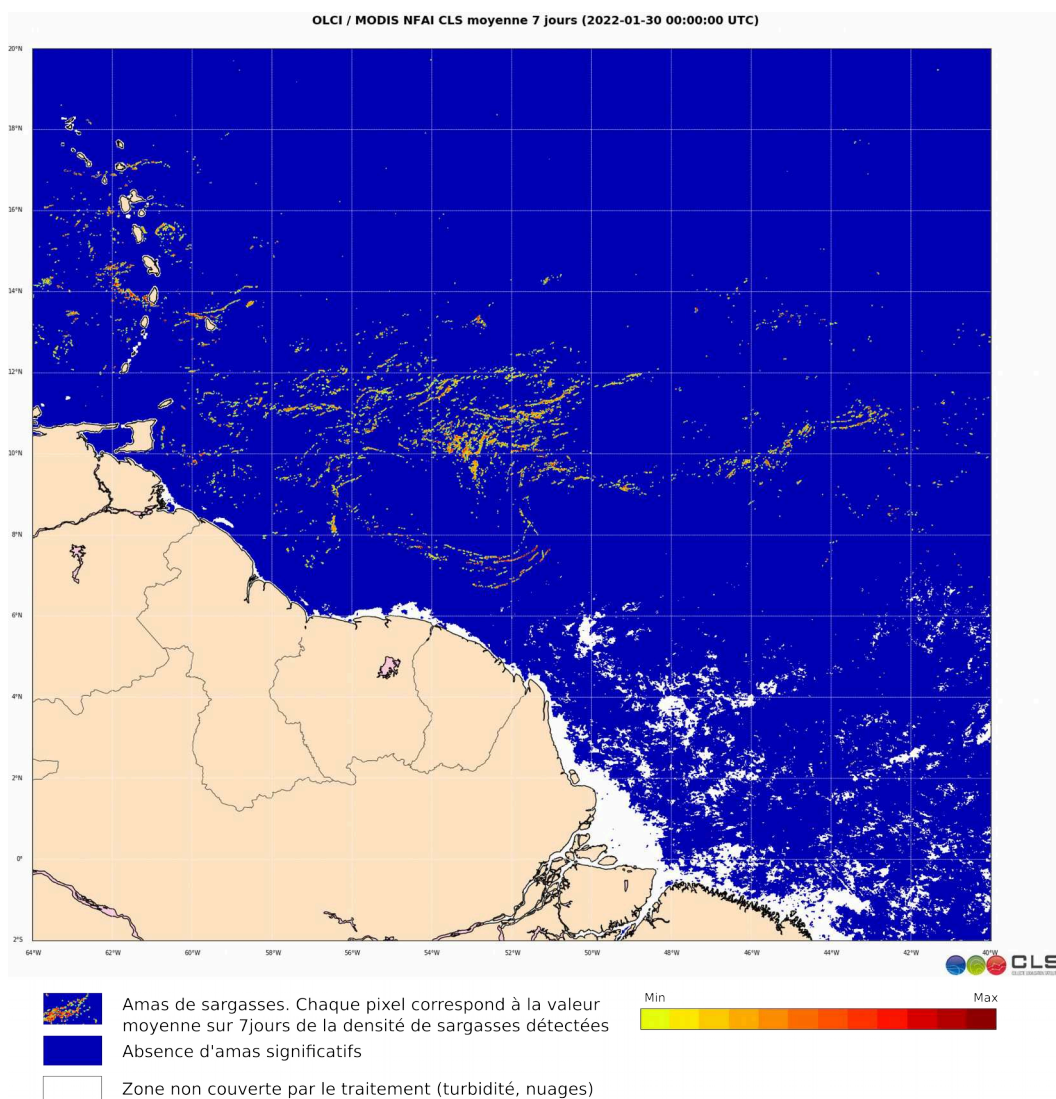 OLCI / MODIS NFAI CLS moyenne 7 jours (2022-01-30 00:00:00 UTC)
20°N
18°N
16°N
14°N
12°N
10°N
8°N
6°N
4°N
2°N
0°
2°S
64°W 62°W 60°W 58°W 56°W 54°W 52°W 50°W 48°W 46°W 44°W 42°W 40°W
CLS
Amas de sargasses. Chaque pixel correspond à la valeur
moyenne sur 7jours de la densité de sargasses détectées
Min Max
Absence d'amas significatifs
Zone non couverte par le traitement (turbidité, nuages)